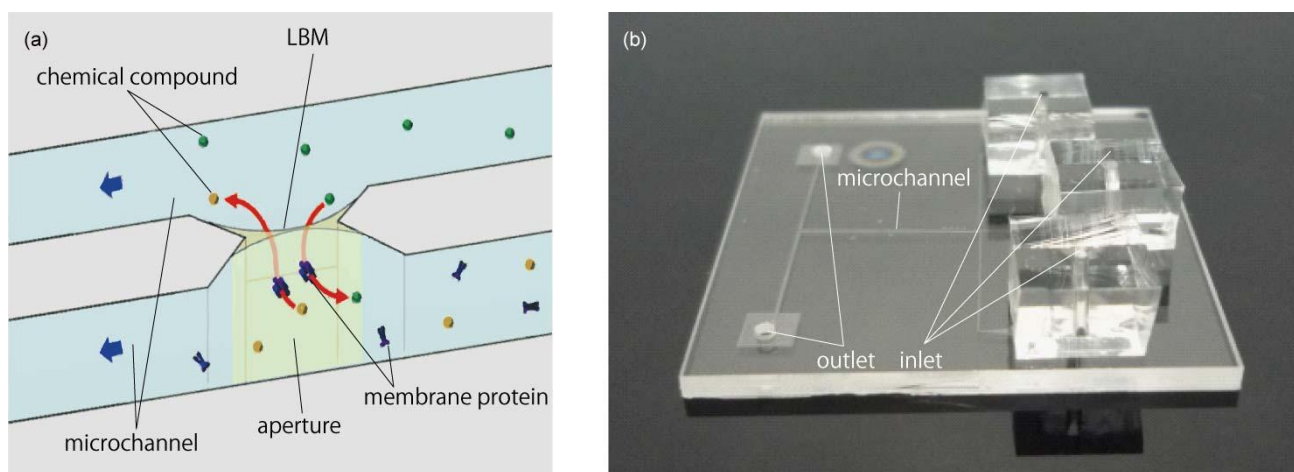 (a)
LBM
chemical compound
membrane protein
aperture
microchannel
(b)
microchannel
outlet
inlet